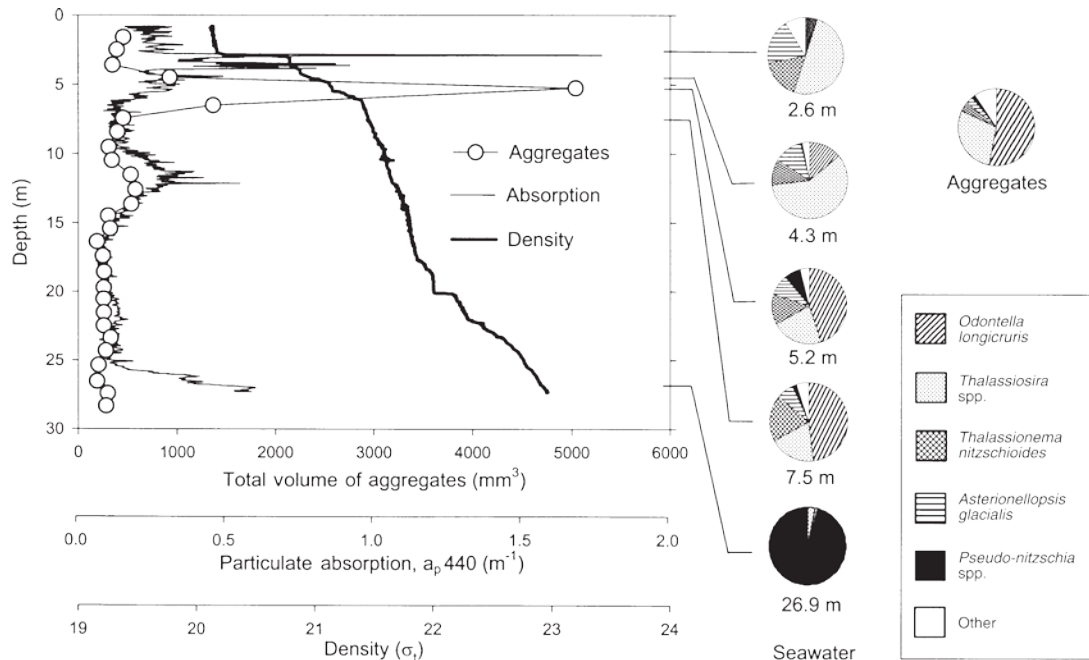 0
5
10
15
20
25
30
Depth (m)
0 1000 2000 3000 4000 5000 6000
Total volume of aggregates (mm³)
0.0 0.5 1.0 1.5 2.0
Particulate absorption, aₚ440 (m⁻¹)
19 20 21 22 23 24
Density (σₜ)
Aggregates
Absorption
Density
2.6 m
4.3 m
5.2 m
7.5 m
26.9 m
Seawater
Aggregates
Odontella
longicruris
Thalassiosira
spp.
Thalassionema
nitzschioides
Asterionellopsis
glacialis
Pseudo-nitzschia
spp.
Other